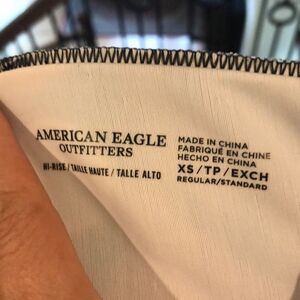 AMERICAN EAGLE
OUTFITTERS
HI-RISE / TAILLE HAUTE / TALLE ALTO
MADE IN CHINA
FABRIQUÉ EN CHINE
HECHO EN CHINA
XS/TP/EXCH
REGULAR/STANDARD